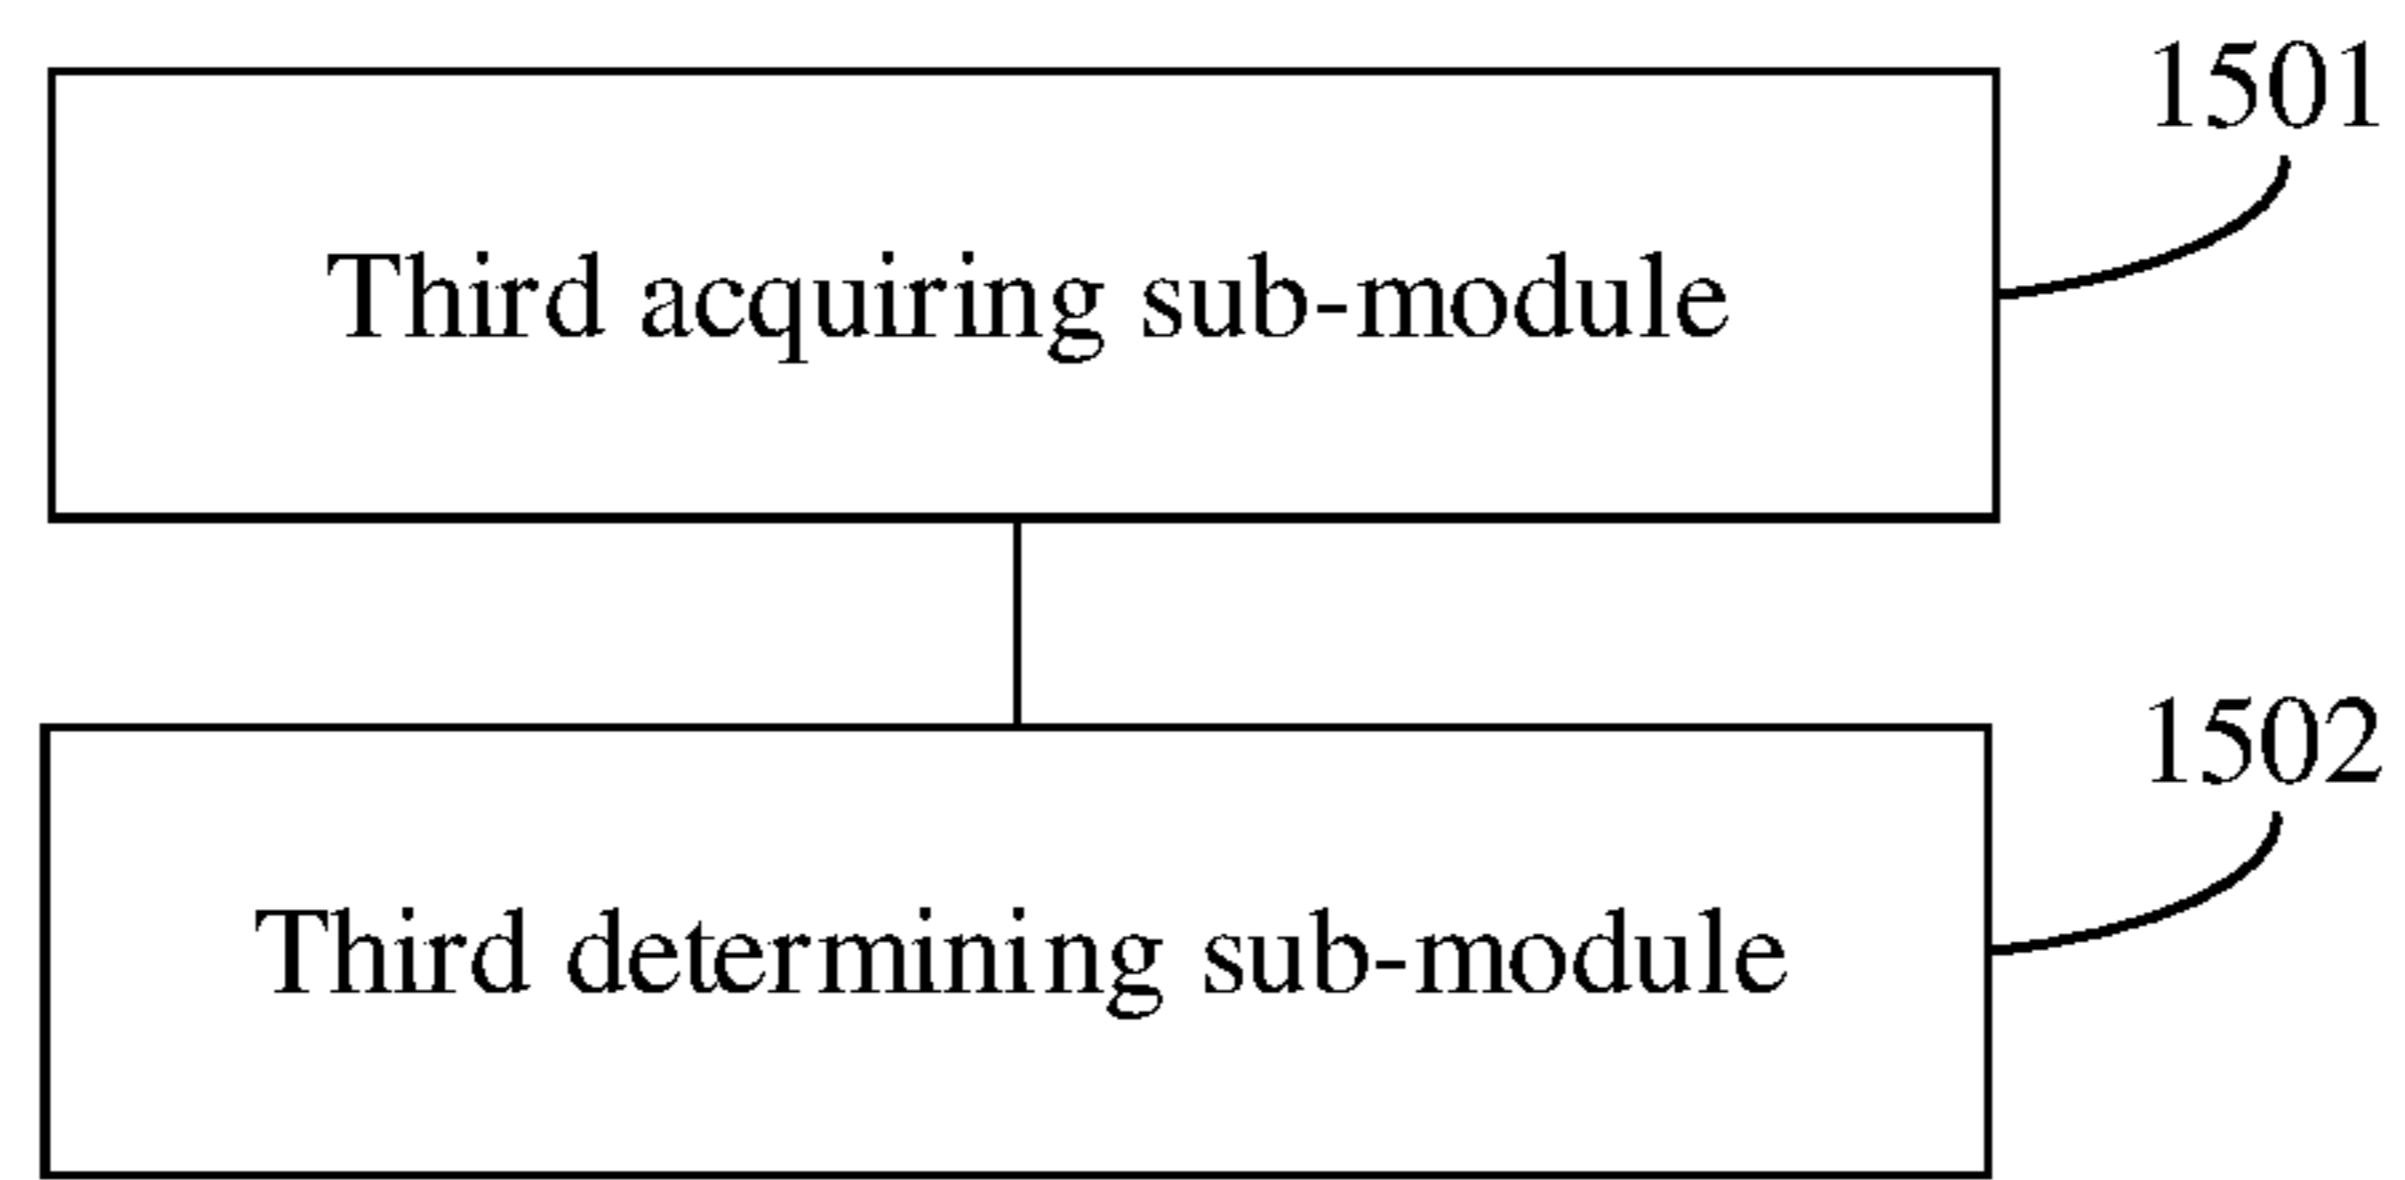 1501
Third acquiring sub-module
1502
Third determining sub-module